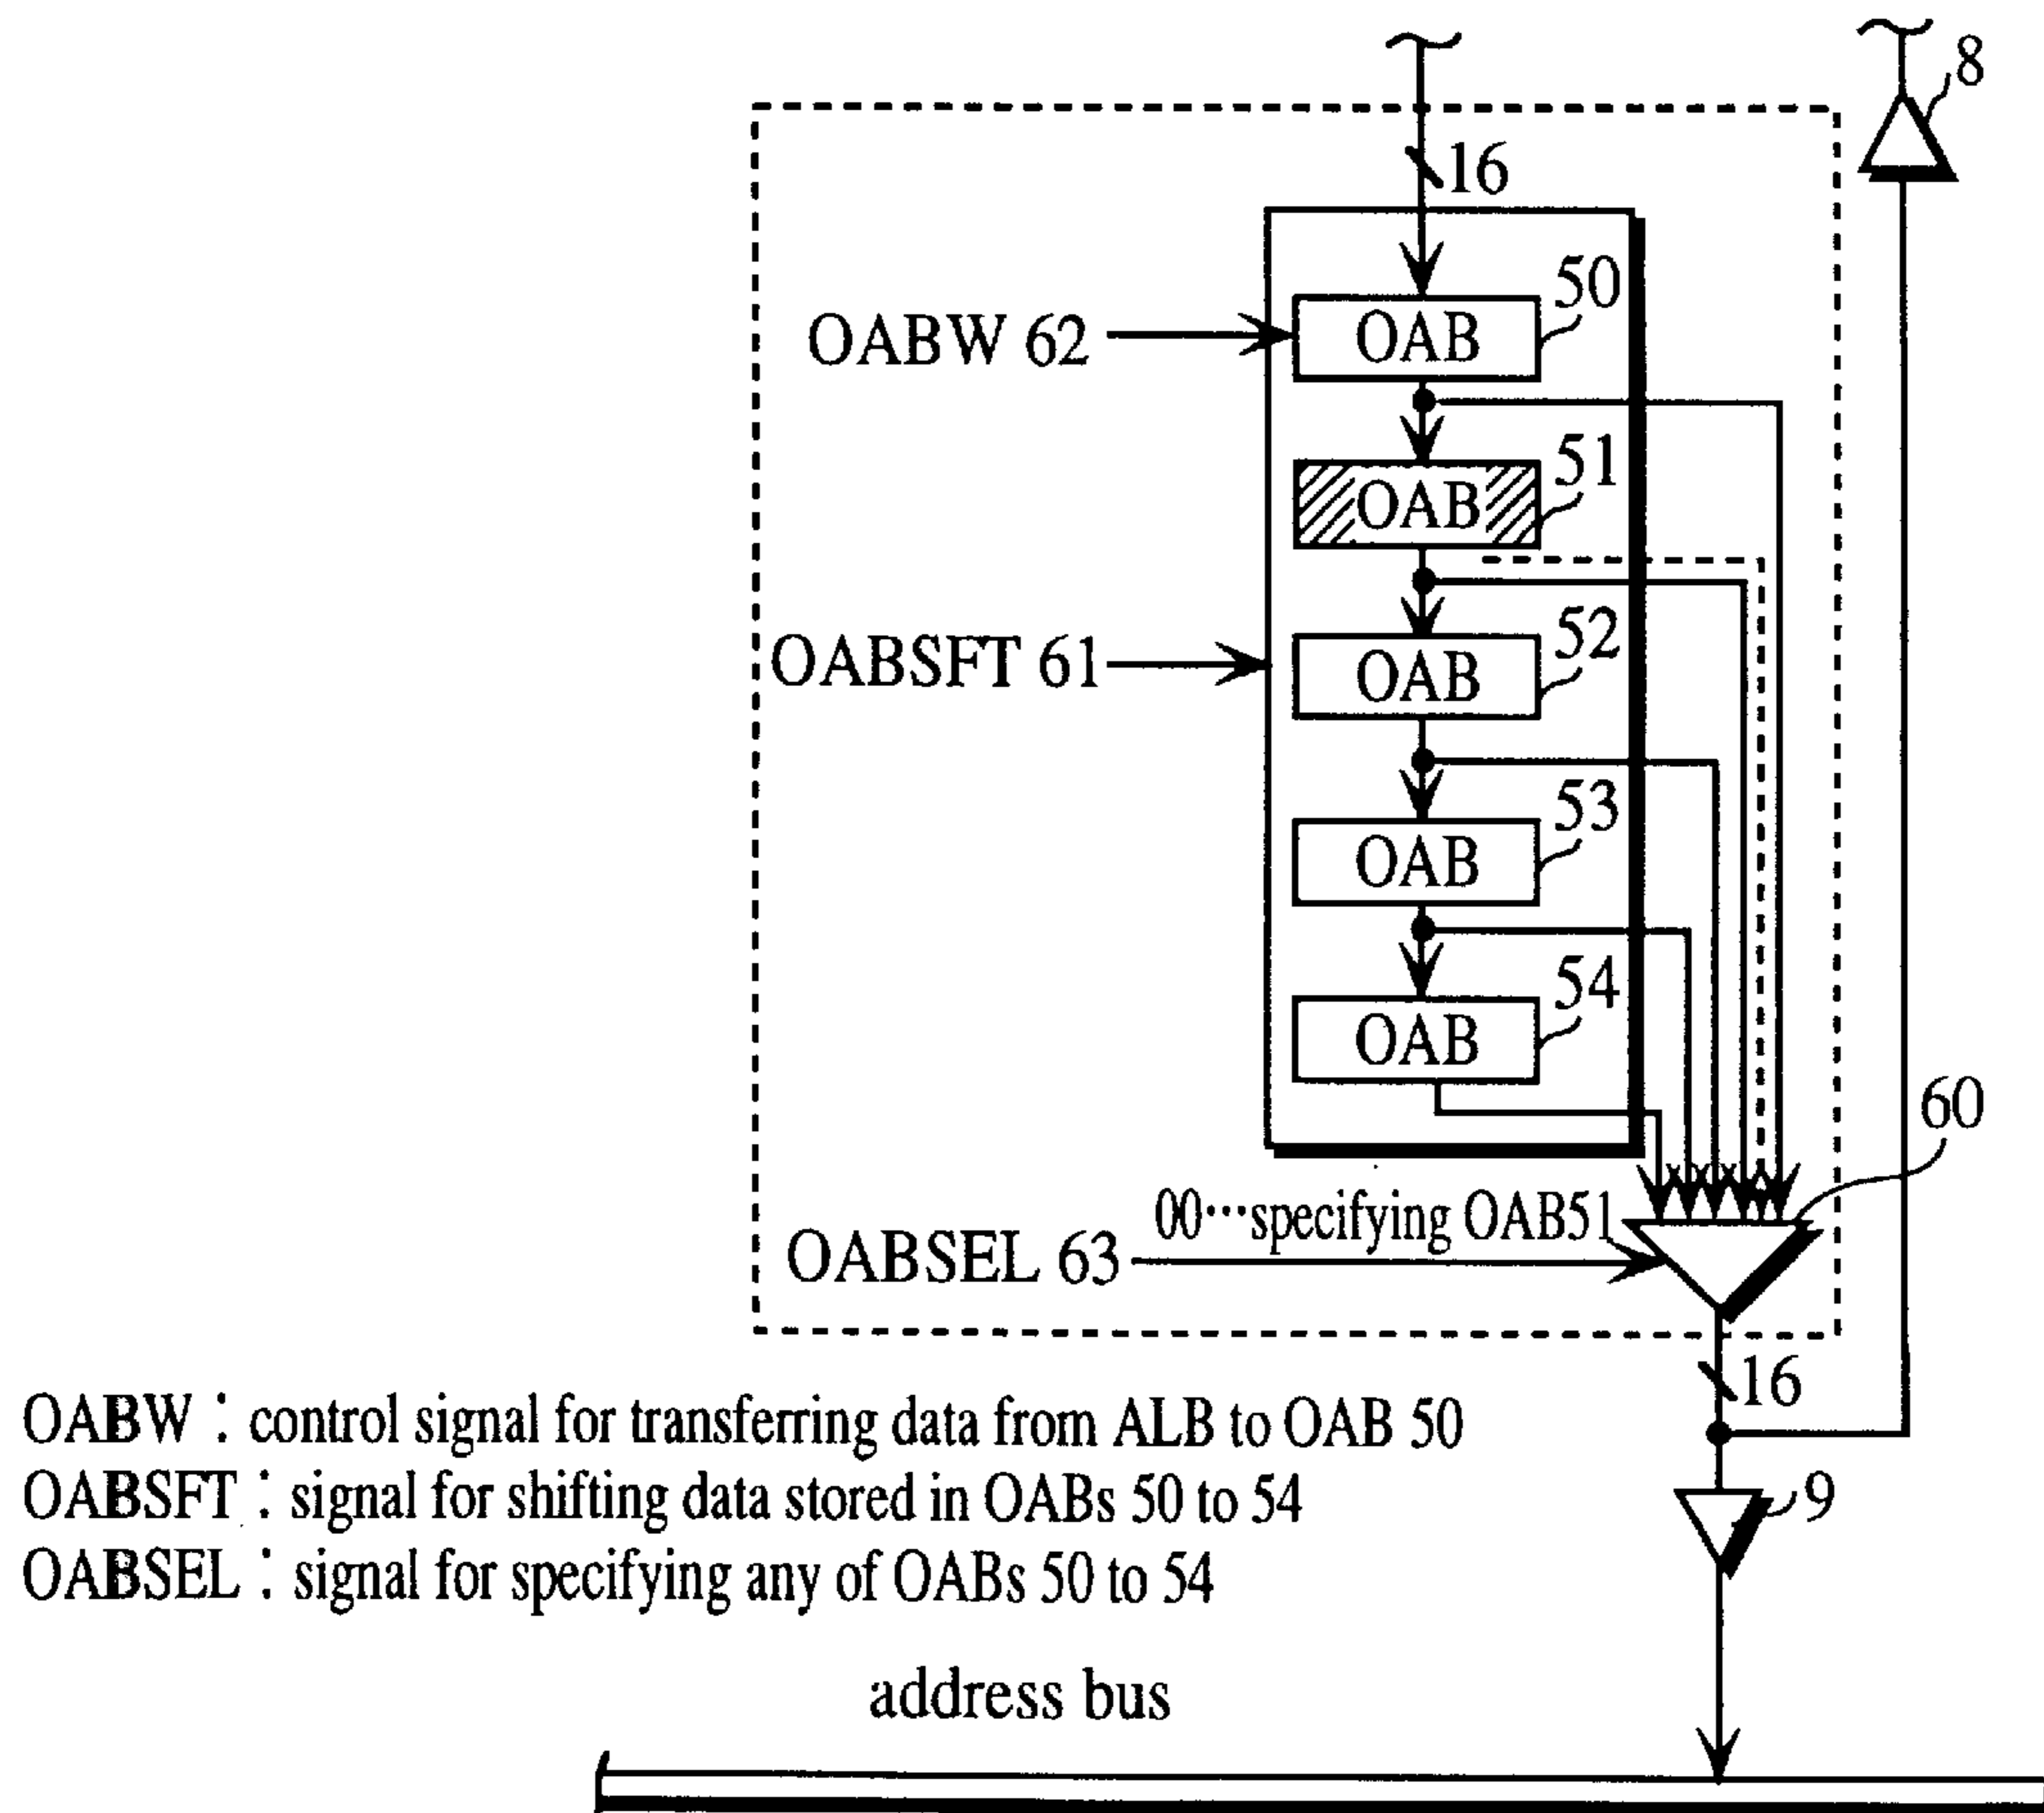 8
16
50
OABW 62
OAB
51
OAB
52
OABSFT 61
OAB
53
OAB
54
OAB
60
00···specifying OAB51
OABSEL 63
16
OABW : control signal for transferring data from ALB to OAB 50
OABSFT : signal for shifting data stored in OABs 50 to 54
9
OABSEL : signal for specifying any of OABs 50 to 54
address bus